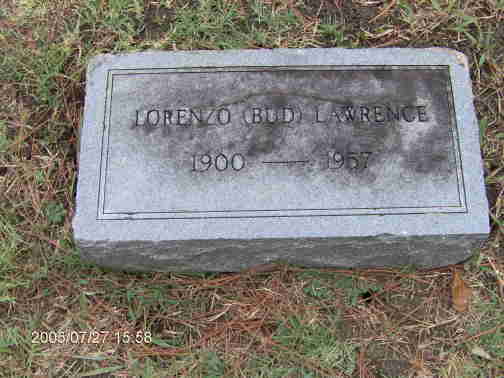 LORENZO (BUD) LAWRENCE
1900 — 1957
2005/07/27 15:58